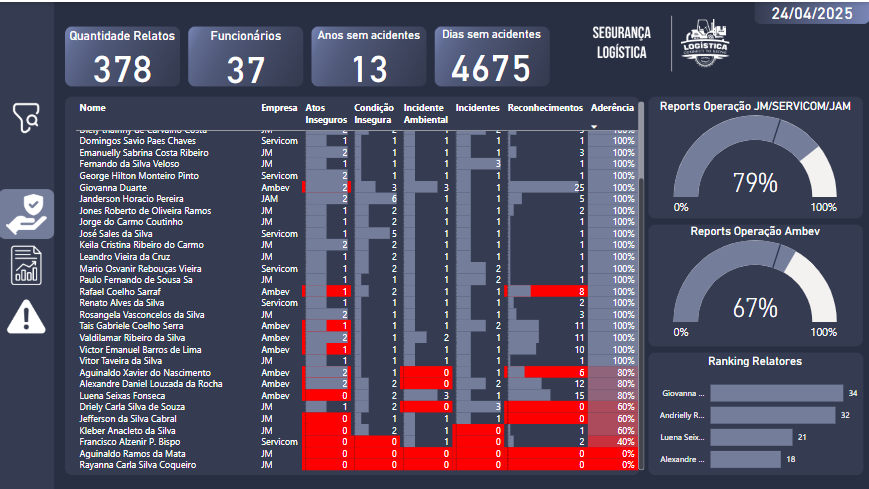 24/04/2025
Quantidade Relatos
378
Funcionários
37
Anos sem acidentes
13
Dias sem acidentes
4675
SEGURANÇA
LOGÍSTICA
LOGÍSTICA
Nome Empresa Atos Inseguros Condição Insegura Incidente Ambiental Incidentes Reconhecimentos Aderência
Diely thainny de Carvalho Costa JM 2 2 1 1 3 100%
Domingos Savio Paes Chaves Servicom 1 1 1 1 1 100%
Emanuelly Sabrina Costa Ribeiro JM 2 1 1 1 3 100%
Fernando da Silva Veloso JM 1 1 1 3 1 100%
George Hilton Monteiro Pinto Servicom 2 1 1 1 1 100%
Giovanna Duarte Ambev 2 3 3 1 25 100%
Janderson Horacio Pereira JAM 2 6 1 1 5 100%
Jones Roberto de Oliveira Ramos JM 1 2 1 1 2 100%
Jorge do Carmo Coutinho JM 1 2 1 1 1 100%
José Sales da Silva Servicom 1 5 1 1 1 100%
Keila Cristina Ribeiro do Carmo JM 2 2 1 1 1 100%
Leandro Vieira da Cruz JM 1 2 1 1 1 100%
Mario Osvanir Rebouças Vieira Servicom 1 2 1 2 1 100%
Paulo Fernando de Sousa Sa JM 1 2 1 2 1 100%
Rafael Coelho Sarraf Ambev 1 2 1 1 8 100%
Renato Alves da Silva Servicom 1 1 1 1 2 100%
Rosangela Vasconcelos da Silva JM 2 2 1 1 3 100%
Tais Gabriele Coelho Serra Ambev 1 1 1 2 11 100%
Valdilamar Ribeiro da Silva Ambev 2 1 2 1 11 100%
Victor Emanuel Barros de Lima Ambev 1 1 1 1 10 100%
Vitor Taveira da Silva JM 1 1 1 1 1 100%
Aguinaldo Xavier do Nascimento Ambev 2 2 0 1 6 80%
Alexandre Daniel Louzada da Rocha Ambev 2 2 0 2 12 80%
Luena Seixas Fonseca Ambev 0 3 3 1 15 80%
Driely Carla Silva de Souza JM 1 2 0 3 0 60%
Jefferson da Silva Cabral JM 0 1 1 1 0 60%
Kleber Anacleto da Silva JM 0 2 1 0 1 60%
Francisco Alzenir P. Bispo Servicom 0 0 1 0 2 40%
Aguinaldo Ramos da Mata JM 0 0 0 0 0 0%
Rayanna Carla Silva Coqueiro JM 0 0 0 0 0 0%
Reports Operação JM/SERVICOM/JAM
79%
0% 100%
Reports Operação Ambev
67%
0% 100%
Ranking Relatores
Giovanna ... 34
Andrielly R... 32
Luena Seix... 21
Alexandre ... 18